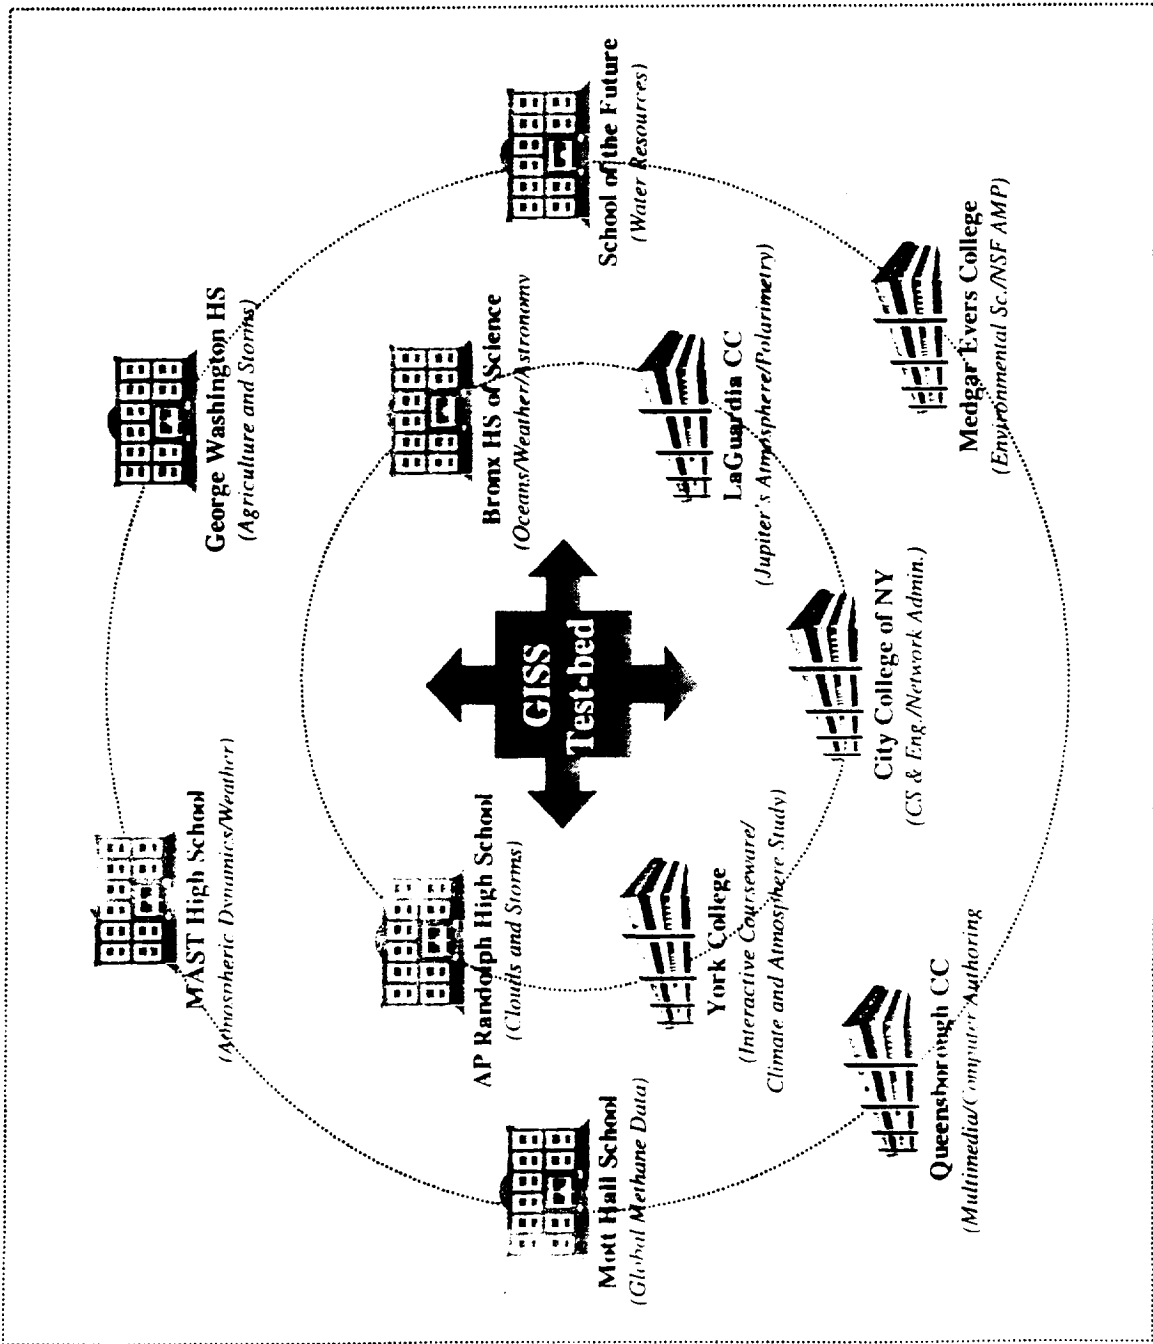 MAST High School
(Atmospheric Dynamics/Weather)
George Washington HS
(Agriculture and Storms)
AP Randolph High School
(Clouds and Storms)
Bronx HS of Science
(Oceans/Weather/Astronomy
Mott Hall School
(Global Methane Data)
GISS
Test-bed
School of the Future
(Water Resources)
York College
(Interactive Courseware/
Climate and Atmosphere Study)
LaGuardia CC
(Jupiter's Atmosphere/Polarimetry)
City College of NY
(CS & Eng./Network Admin.)
Queensborough CC
(Multimedia/Computer Authoring
Medgar Evers College
(Environmental Sc./NSF AMP)